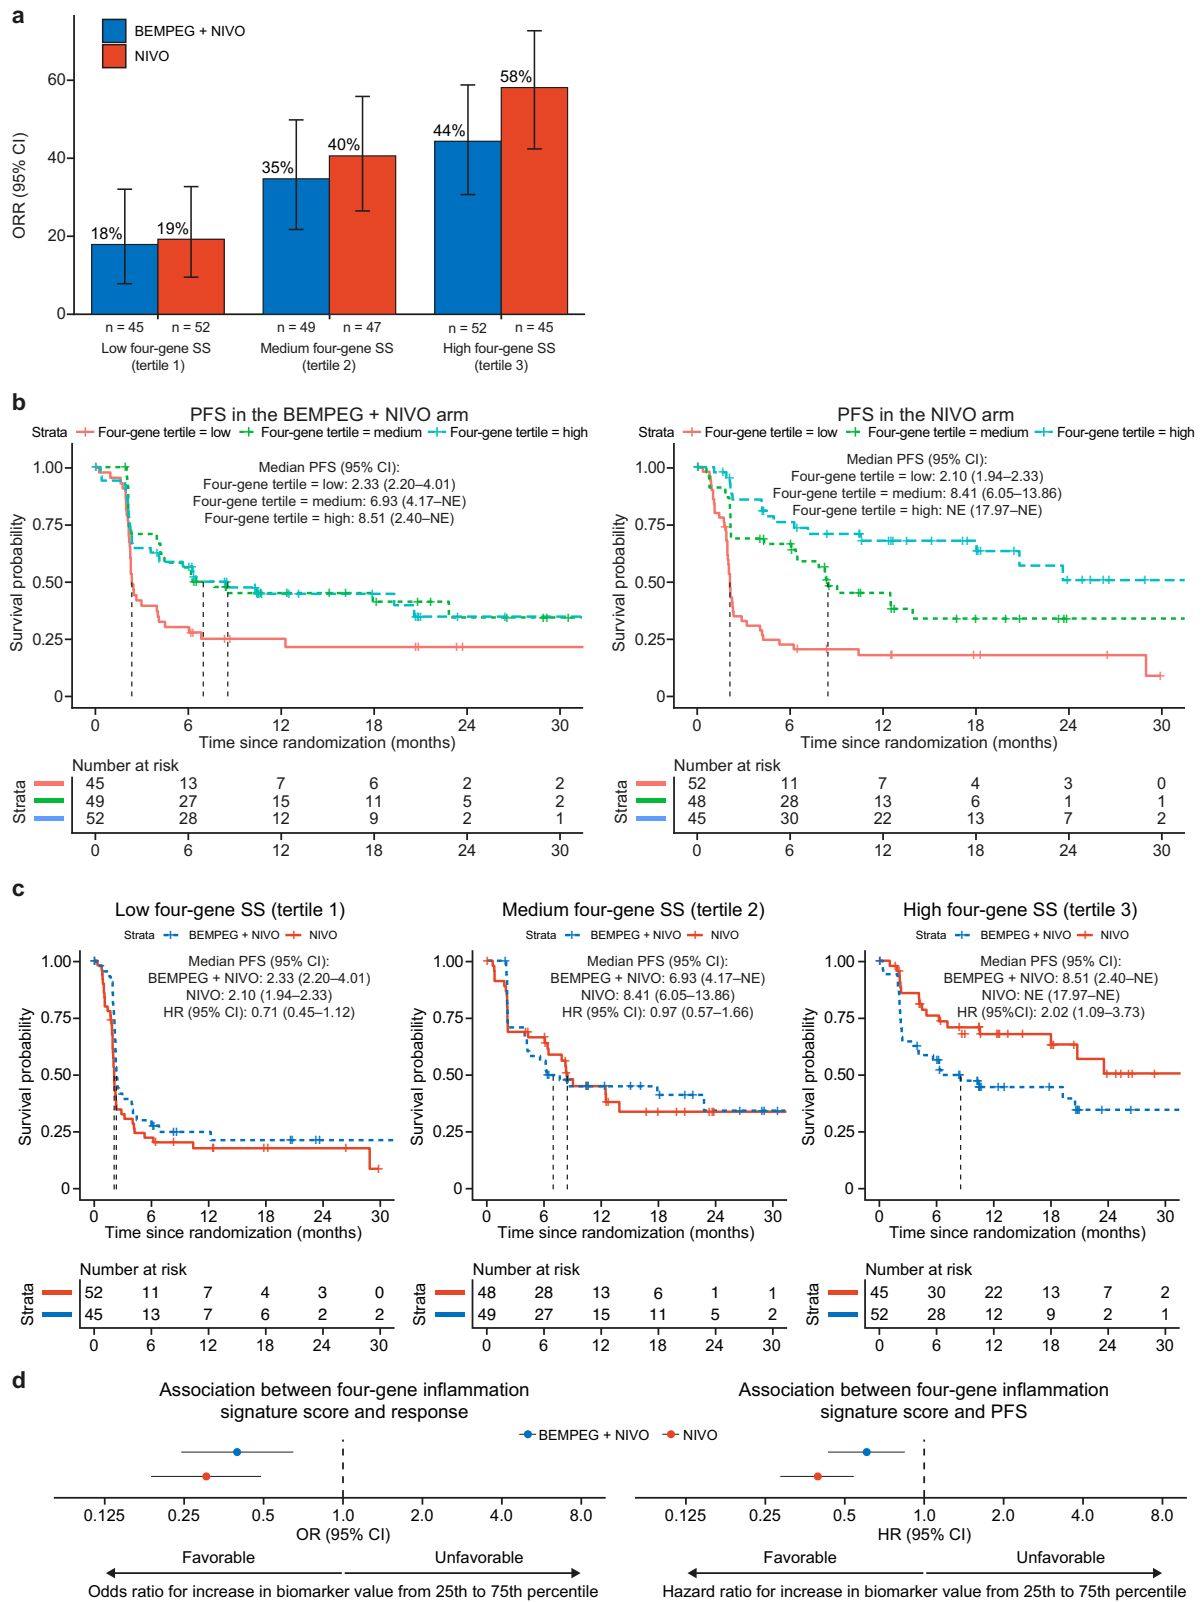 a
BEMPEG + NIVO
NIVO
ORR (95% CI)
60
40
20
0
18%
19%
35%
40%
44%
58%
n = 45
n = 52
n = 49
n = 47
n = 52
n = 45
Low four-gene SS
(tertile 1)
Medium four-gene SS
(tertile 2)
High four-gene SS
(tertile 3)
b
PFS in the BEMPEG + NIVO arm
Strata Four-gene tertile = low Four-gene tertile = medium Four-gene tertile = high
Median PFS (95% CI):
Four-gene tertile = low: 2.33 (2.20–4.01)
Four-gene tertile = medium: 6.93 (4.17–NE)
Four-gene tertile = high: 8.51 (2.40–NE)
Survival probability
1.00
0.75
0.50
0.25
0
0 6 12 18 24 30
Time since randomization (months)
Number at risk
Strata
45 13 7 6 2 2
49 27 15 11 5 2
52 28 12 9 2 1
0 6 12 18 24 30
PFS in the NIVO arm
Strata Four-gene tertile = low Four-gene tertile = medium Four-gene tertile = high
Median PFS (95% CI):
Four-gene tertile = low: 2.10 (1.94–2.33)
Four-gene tertile = medium: 8.41 (6.05–13.86)
Four-gene tertile = high: NE (17.97–NE)
Survival probability
1.00
0.75
0.50
0.25
0
0 6 12 18 24 30
Time since randomization (months)
Number at risk
Strata
52 11 7 4 3 0
48 28 13 6 1 1
45 30 22 13 7 2
0 6 12 18 24 30
c
Low four-gene SS (tertile 1)
Strata BEMPEG + NIVO NIVO
Median PFS (95% CI):
BEMPEG + NIVO: 2.33 (2.20–4.01)
NIVO: 2.10 (1.94–2.33)
HR (95% CI): 0.71 (0.45–1.12)
Survival probability
1.00
0.75
0.50
0.25
0
0 6 12 18 24 30
Time since randomization (months)
Number at risk
Strata
52 11 7 4 3 0
45 13 7 6 2 2
0 6 12 18 24 30
Medium four-gene SS (tertile 2)
Strata BEMPEG + NIVO NIVO
Median PFS (95% CI):
BEMPEG + NIVO: 6.93 (4.17–NE)
NIVO: 8.41 (6.05–13.86)
HR (95% CI): 0.97 (0.57–1.66)
Survival probability
1.00
0.75
0.50
0.25
0
0 6 12 18 24 30
Time since randomization (months)
Number at risk
Strata
48 28 13 6 1 1
49 27 15 11 5 2
0 6 12 18 24 30
High four-gene SS (tertile 3)
Strata BEMPEG + NIVO NIVO
Median PFS (95% CI):
BEMPEG + NIVO: 8.51 (2.40–NE)
NIVO: NE (17.97–NE)
HR (95%CI): 2.02 (1.09–3.73)
Survival probability
1.00
0.75
0.50
0.25
0
0 6 12 18 24 30
Time since randomization (months)
Number at risk
Strata
45 30 22 13 7 2
52 28 12 9 2 1
0 6 12 18 24 30
d
Association between four-gene inflammation
signature score and response
BEMPEG + NIVO NIVO
0.125 0.25 0.5 1.0 2.0 4.0 8.0
OR (95% CI)
Favorable Unfavorable
Odds ratio for increase in biomarker value from 25th to 75th percentile
Association between four-gene inflammation
signature score and PFS
0.125 0.25 0.5 1.0 2.0 4.0 8.0
HR (95% CI)
Favorable Unfavorable
Hazard ratio for increase in biomarker value from 25th to 75th percentile